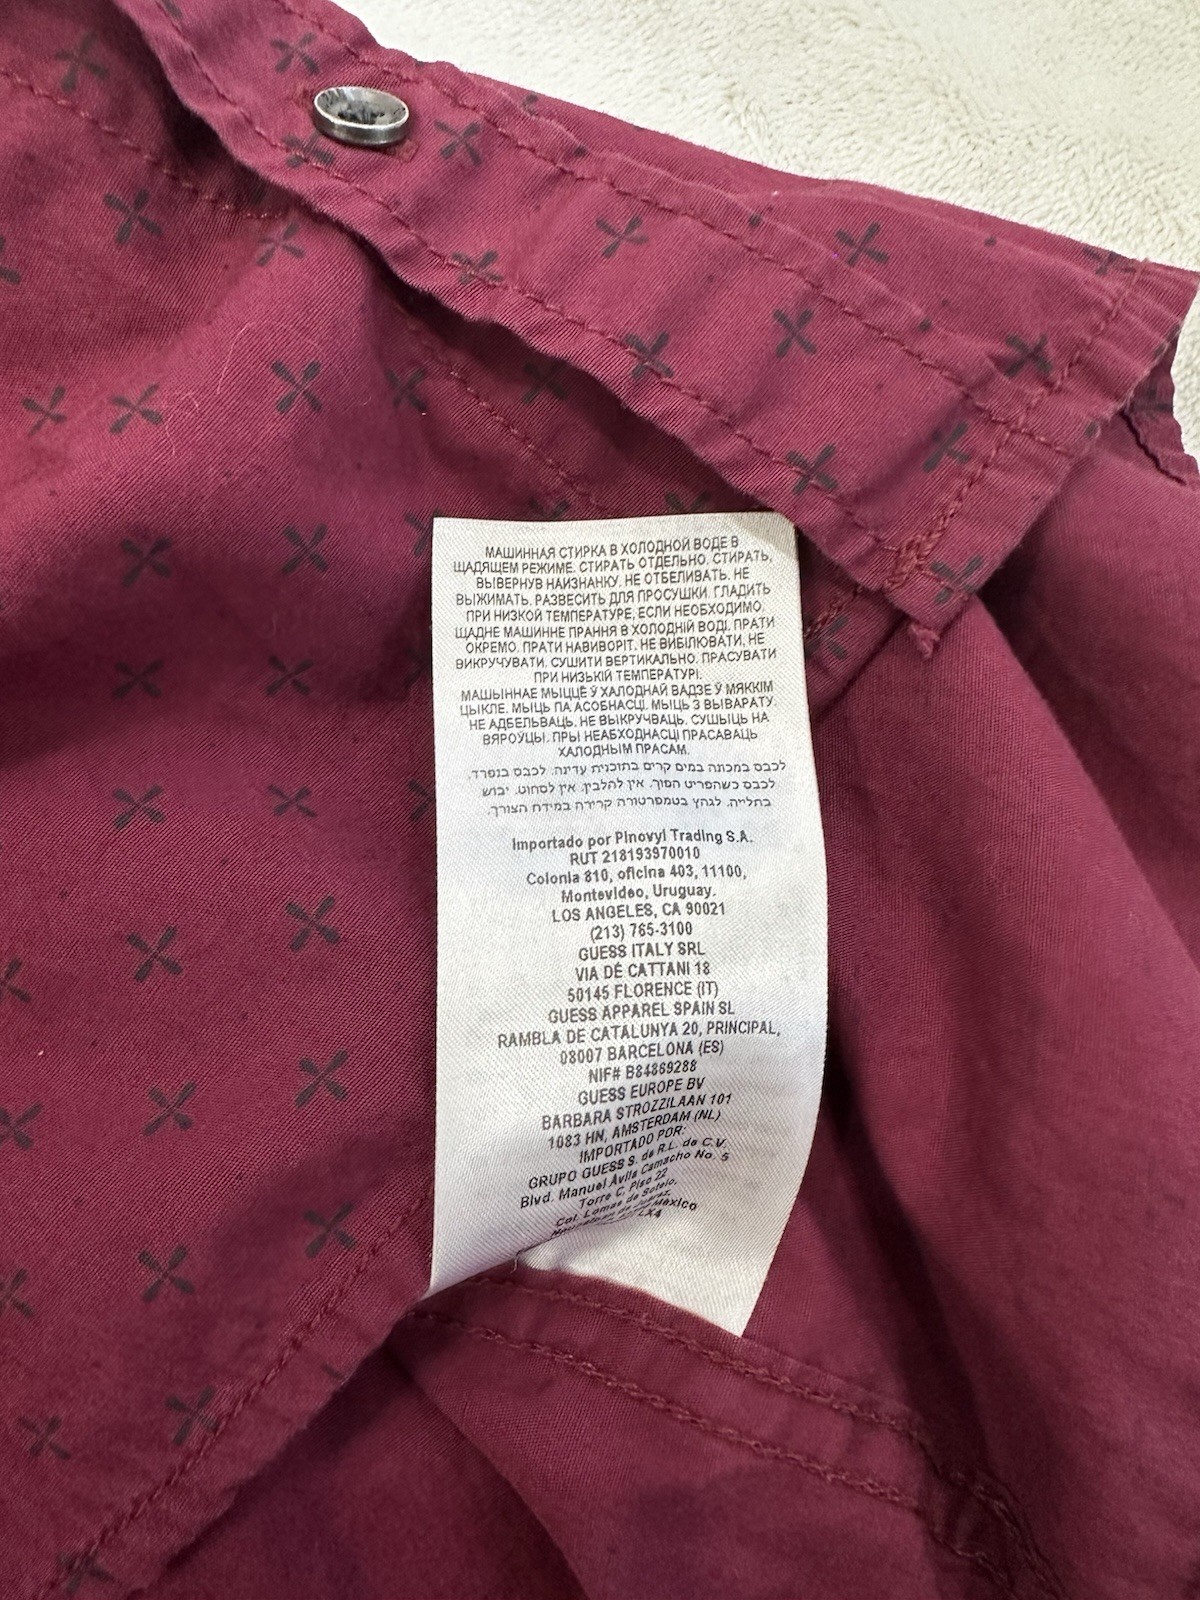 МАШИННАЯ СТИРКА В ХОЛОДНОЙ ВОДЕ В
ЩАДЯЩЕМ РЕЖИМЕ. СТИРАТЬ ОТДЕЛЬНО. СТИРАТЬ,
ВЫВЕРНУВ НАИЗНАНКУ. НЕ ОТБЕЛИВАТЬ. НЕ
ВЫЖИМАТЬ. РАЗВЕСИТЬ ДЛЯ ПРОСУШКИ. ГЛАДИТЬ
ПРИ НИЗКОЙ ТЕМПЕРАТУРЕ, ЕСЛИ НЕОБХОДИМО.
ЩАДНЕ МАШИННЕ ПРАННЯ В ХОЛОДНІЙ ВОДІ. ПРАТИ
ОКРЕМО. ПРАТИ НАВИВОРІТ. НЕ ВИБІЛЮВАТИ, НЕ
ВИКРУЧУВАТИ. СУШИТИ ВЕРТИКАЛЬНО. ПРАСУВАТИ
ПРИ НИЗЬКІЙ ТЕМПЕРАТУРІ.
МАШЫННАЕ МЫЦЦЁ Ў ХАЛОДНАЙ ВАДЗЕ Ў МЯККІМ
ЦЫКЛЕ. МЫЦЬ ПА АСОБНАСЦІ. МЫЦЬ З ВЫВАРАТУ.
НЕ АДБЕЛЬВАЦЬ. НЕ ВЫКРУЧВАЦЬ. СУШЫЦЬ НА
ВЯРОЎЦЫ. ПРЫ НЕАБХОДНАСЦІ ПРАСАВАЦЬ
ХАЛОДНЫМ ПРАСАМ.
לכבס במכתה במים קרים בתוכנית עדינה. לכבס בנפרד.
לכבס כשהפריט הפוך. אין להלבין. אין לסחוט. יבוש
בתלייה. לגהץ בטמפרטורה קרירה במידת הצורך.
Importado por Pinovyl Trading S.A.
RUT 218193970010
Colonia 810, oficina 403, 11100,
Montevideo, Uruguay.
LOS ANGELES, CA 90021
(213) 765-3100
GUESS ITALY SRL
VIA DÉ CATTANI 18
50145 FLORENCE (IT)
GUESS APPAREL SPAIN SL
RAMBLA DE CATALUNYA 20, PRINCIPAL,
08007 BARCELONA (ES)
NIF# B84869288
GUESS EUROPE BV
BARBARA STROZZILAAN 101
1083 HN, AMSTERDAM (NL)
IMPORTADO POR:
GRUPO GUESS S. de R.L. de C.V.
Blvd. Manuel Avila Camacho No. 5
Torre C, Piso 22
Col. Lomas de Sotelo,
México